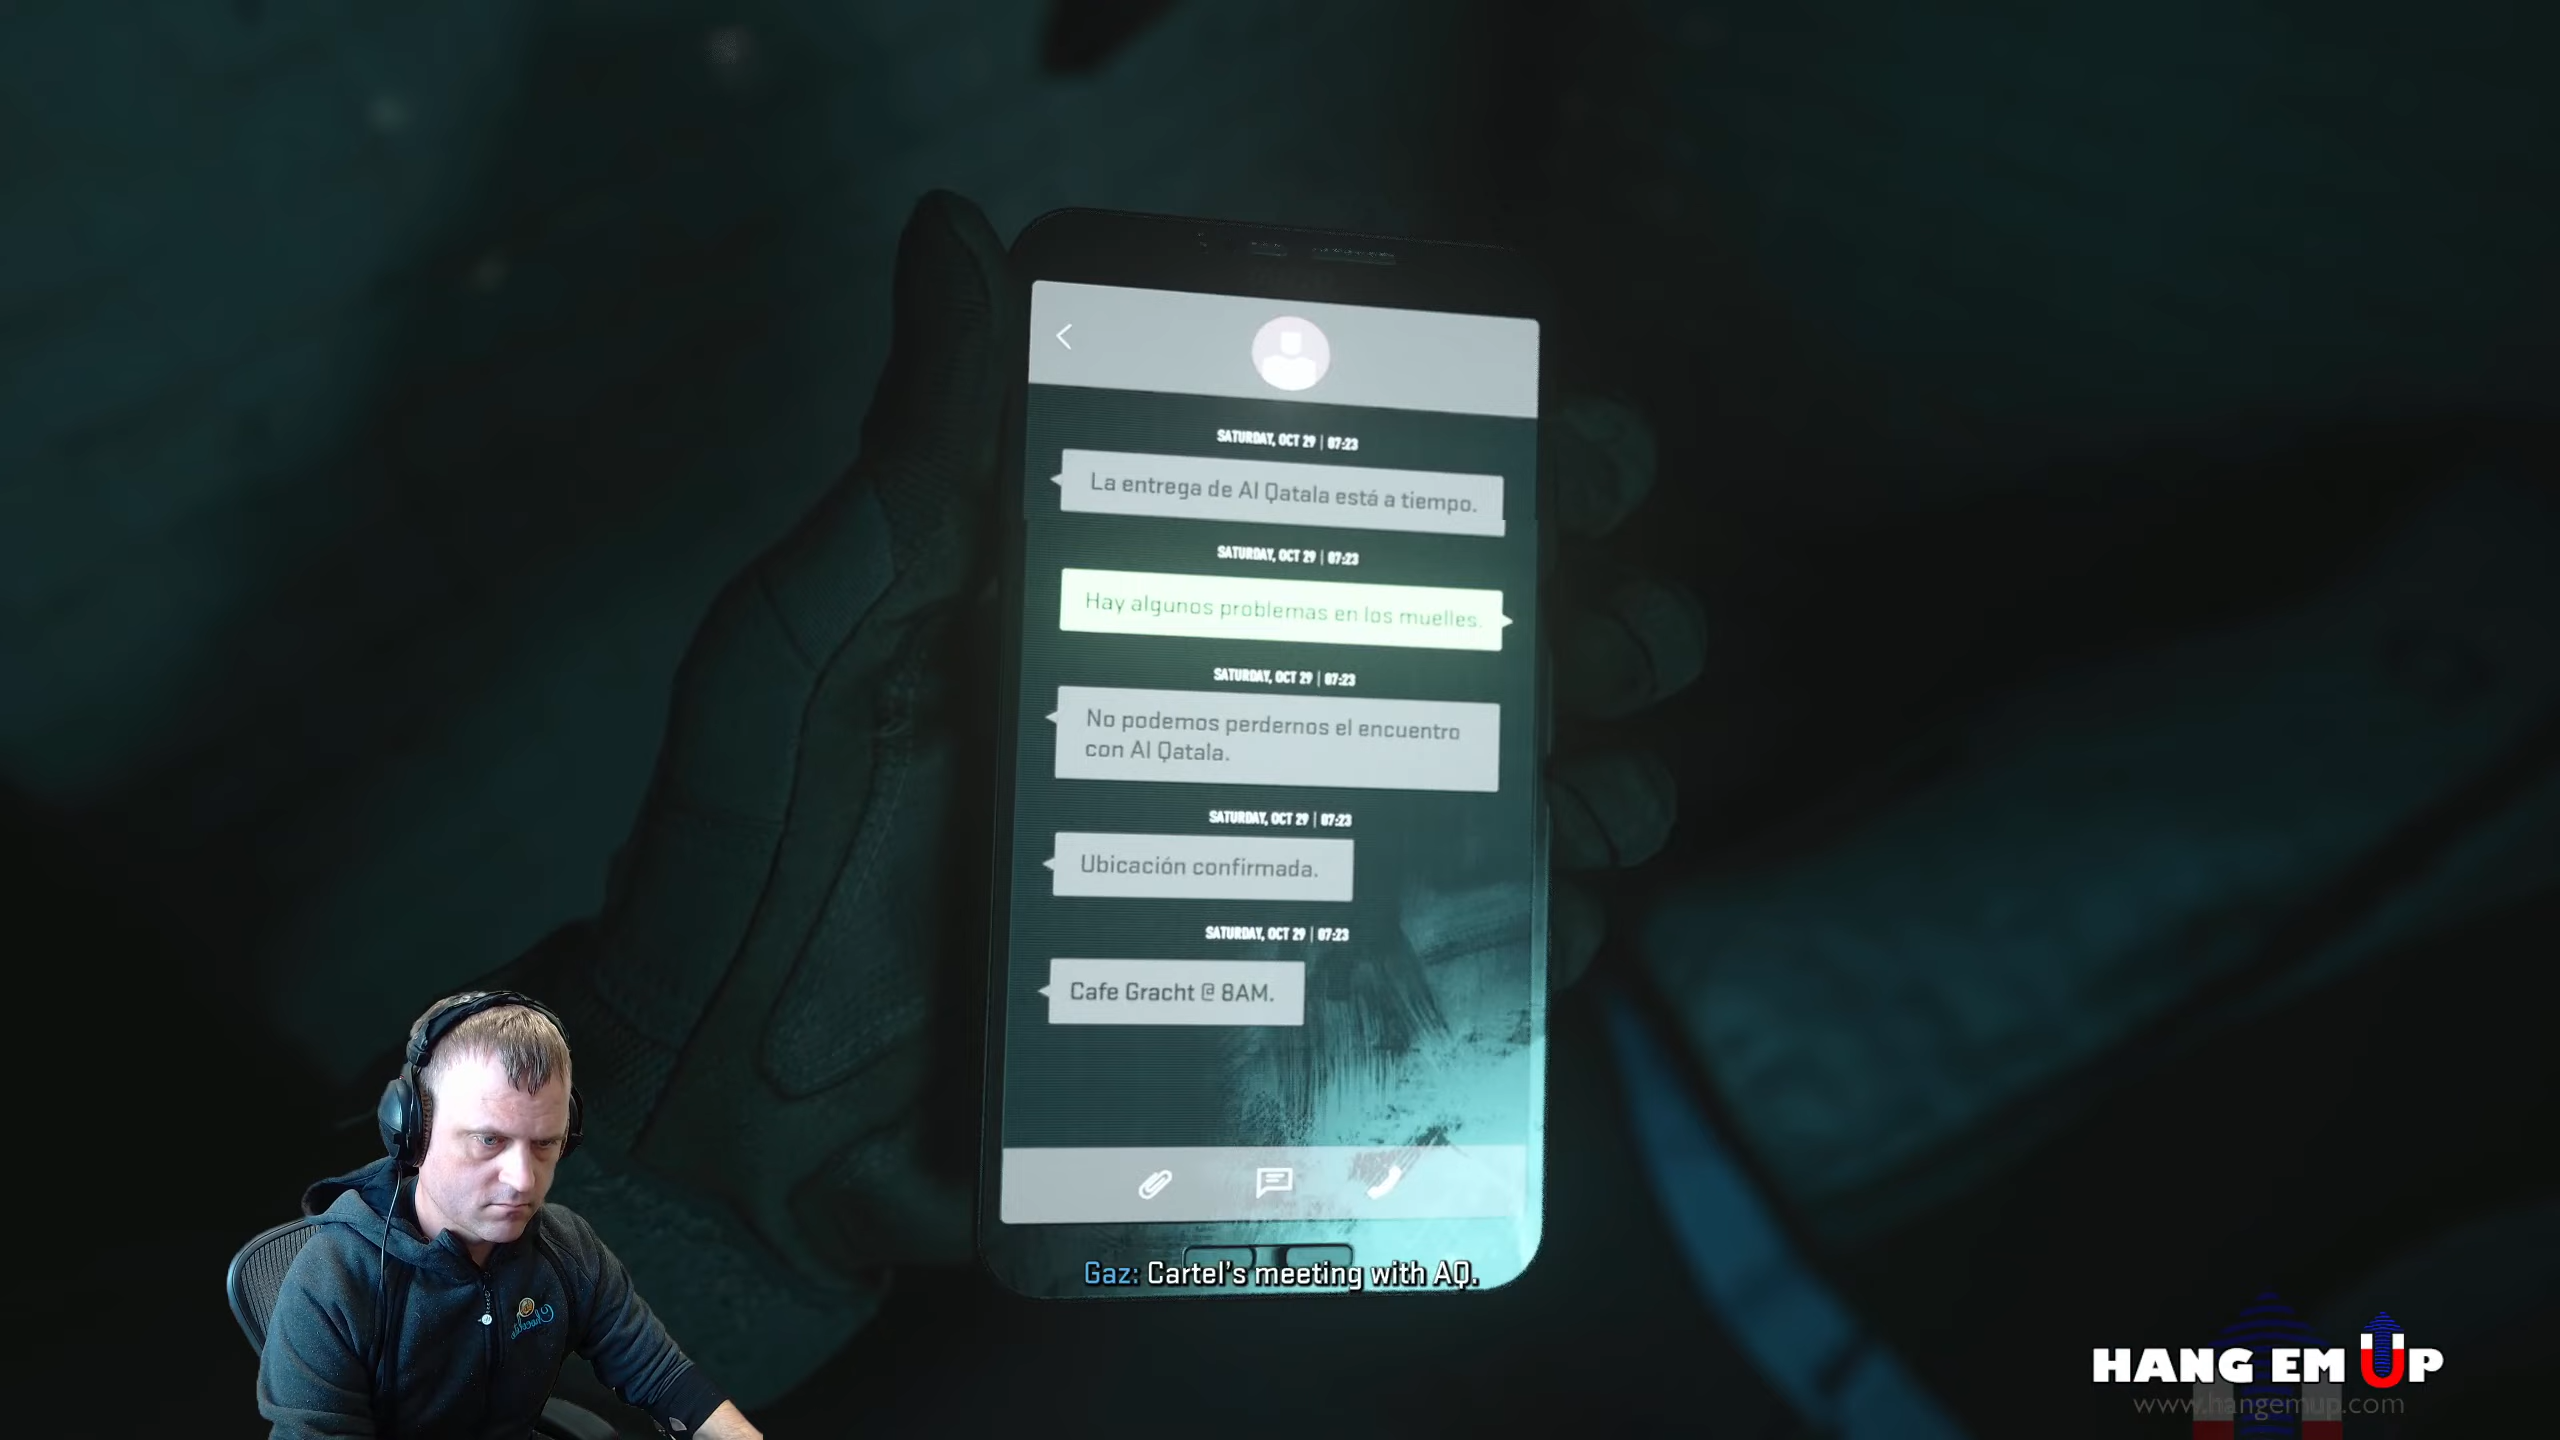 SATURDAY, OCT 29 | 07:23
La entrega de Al Qatala está a tiempo.
SATURDAY, OCT 29 | 07:23
Hay algunos problemas en los muelles.
SATURDAY, OCT 29 | 07:23
No podemos perdernos el encuentro
con Al Qatala.
SATURDAY, OCT 29 | 07:23
Ubicación confirmada.
SATURDAY, OCT 29 | 07:23
Cafe Gracht @ 8AM.
Gaz: Cartel's meeting with AQ.
HANG EM UP
www.hangemup.com